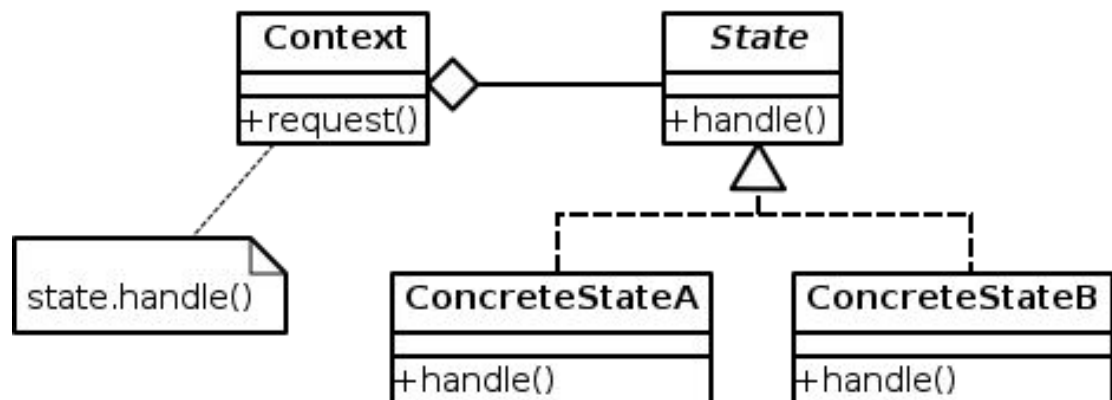 Context
+request()
State
+handle()
state.handle()
ConcreteStateA
+handle()
ConcreteStateB
+handle()